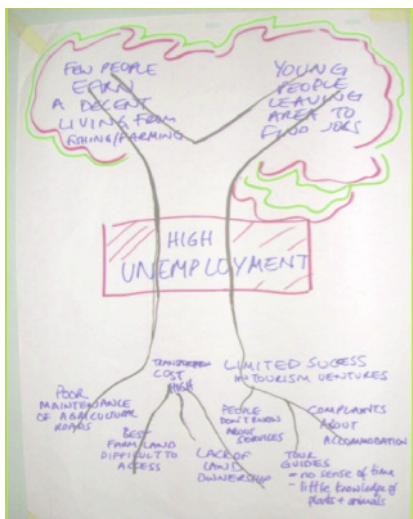 FEW PEOPLE
EARN
A DECENT
LIVING FROM
FISHING/FARMING
YOUNG
PEOPLE
LEAVING
AREA TO
FIND JOBS
HIGH
UNEMPLOYMENT
TRANSPORTATION
COST
HIGH
LIMITED SUCESS
IN TOURISM VENTURES
POOR
MAINTENANCE
OF AGRICULTURAL
ROADS
BEST
FARM LAND
DIFFICULT TO
ACCESS
LACK OF
LAND
OWNERSHIP
PEOPLE
DON'T KNOW
ABOUT
SERVICES
TOUR
GUIDES
- no sense of time
- little knowledge of
plants + animals
COMPLAINTS
ABOUT
ACCOMMODATION